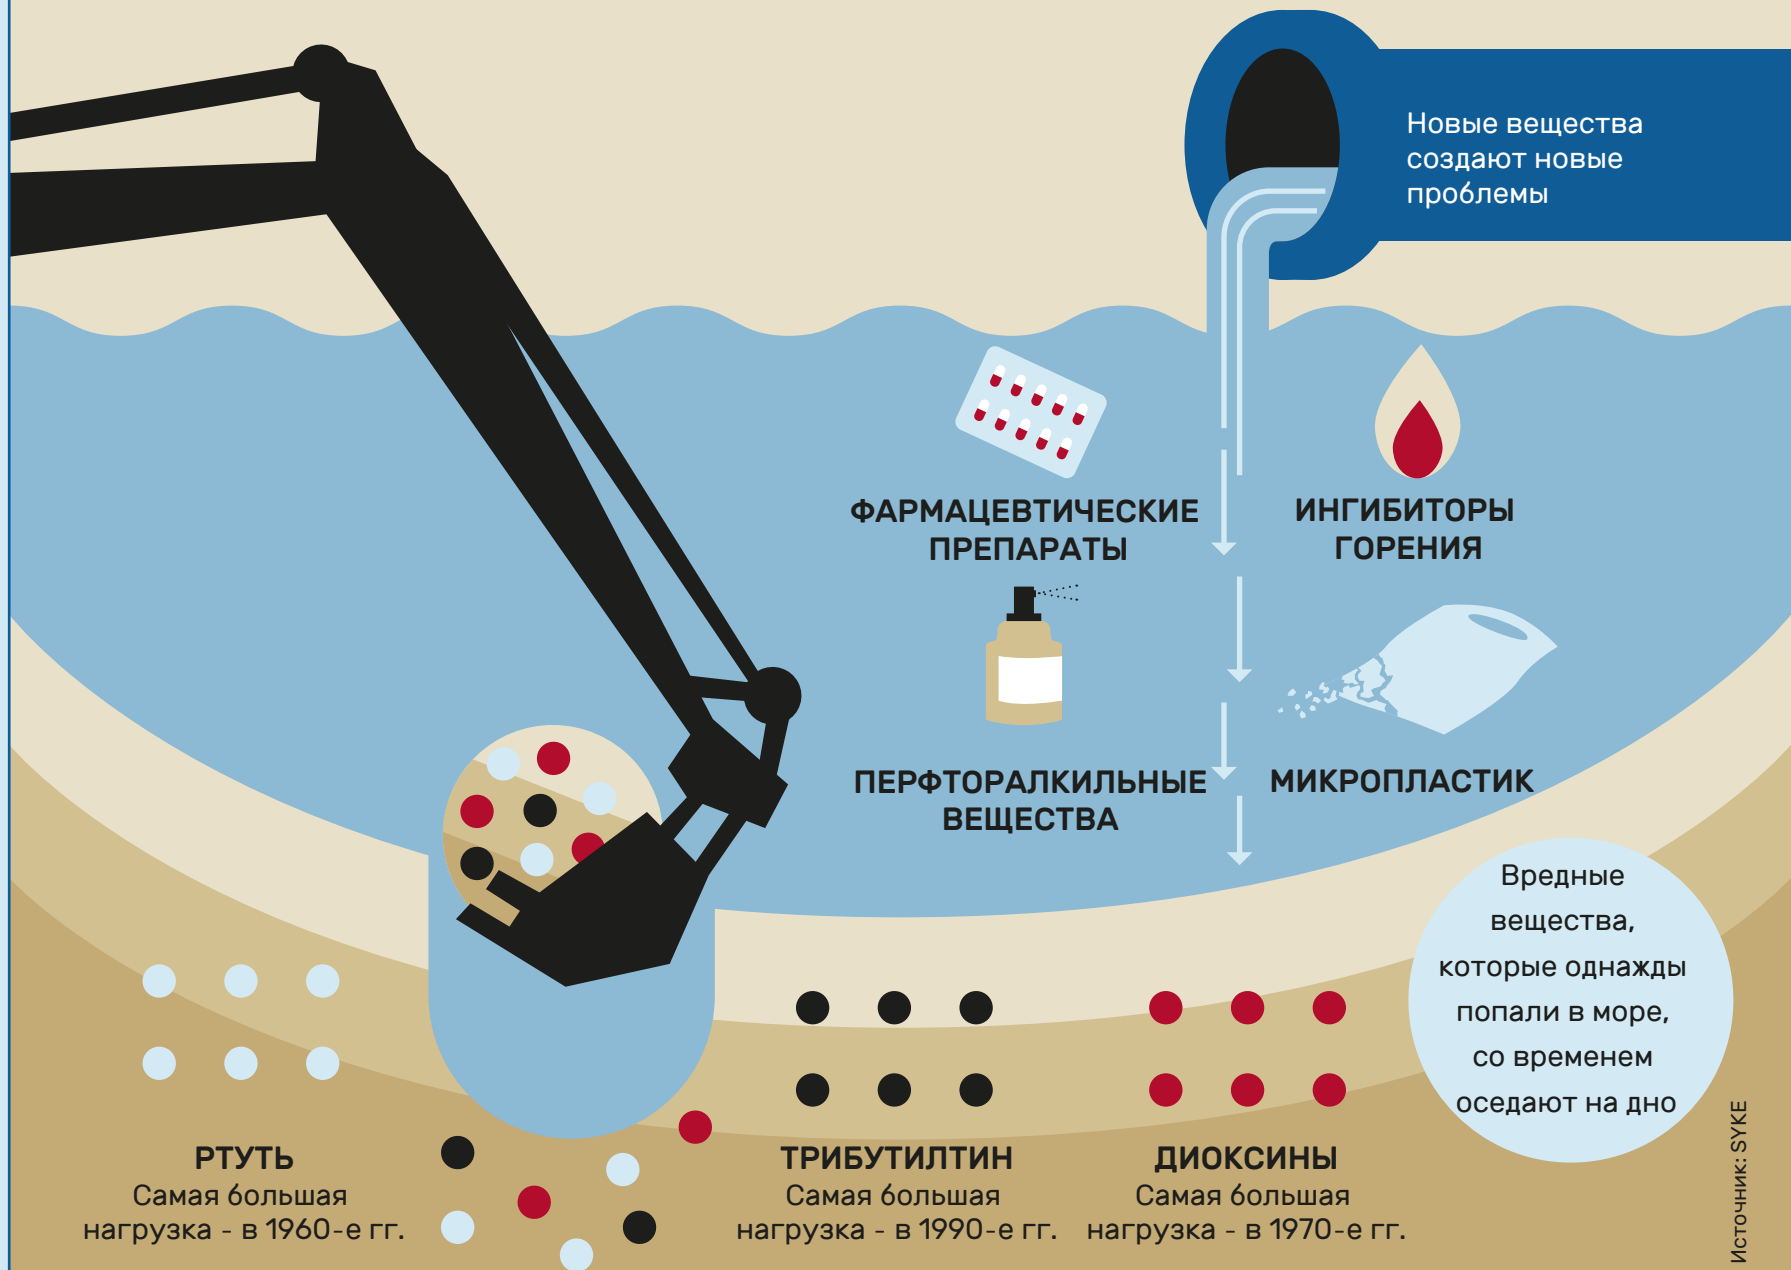 Новые вещества
создают новые
проблемы
ФАРМАЦЕВТИЧЕСКИЕ
ПРЕПАРАТЫ
ИНГИБИТОРЫ
ГОРЕНИЯ
ПЕРФТОРАЛКИЛЬНЫЕ
ВЕЩЕСТВА
МИКРОПЛАСТИК
Вредные
вещества,
которые однажды
попали в море,
со временем
оседают на дно
РТУТЬ
Самая большая
нагрузка - в 1960-е гг.
ТРИБУТИЛТИН
Самая большая
нагрузка - в 1990-е гг.
ДИОКСИНЫ
Самая большая
нагрузка - в 1970-е гг.
Источник: SYKE